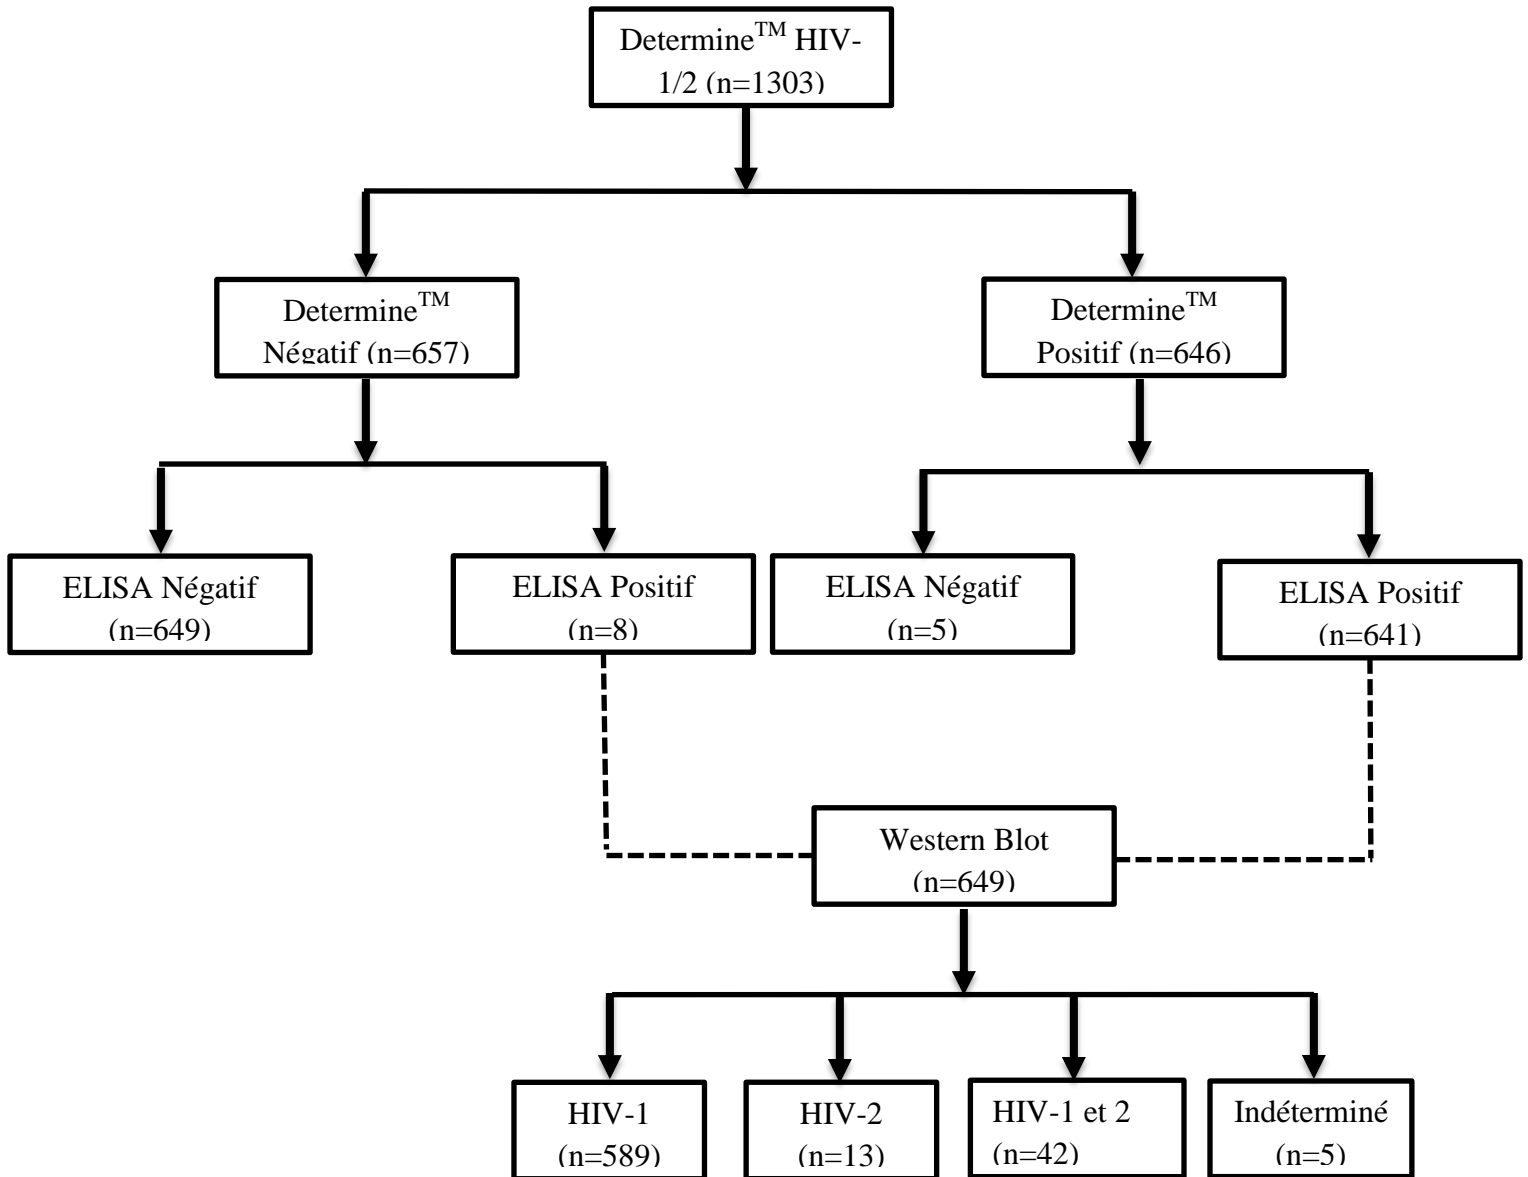 Determine™ HIV-
1/2 (n=1303)
Determine™
Négatif (n=657)
Determine™
Positif (n=646)
ELISA Négatif
(n=649)
ELISA Positif
(n=8)
ELISA Négatif
(n=5)
ELISA Positif
(n=641)
Western Blot
(n=649)
HIV-1
(n=589)
HIV-2
(n=13)
HIV-1 et 2
(n=42)
Indéterminé
(n=5)